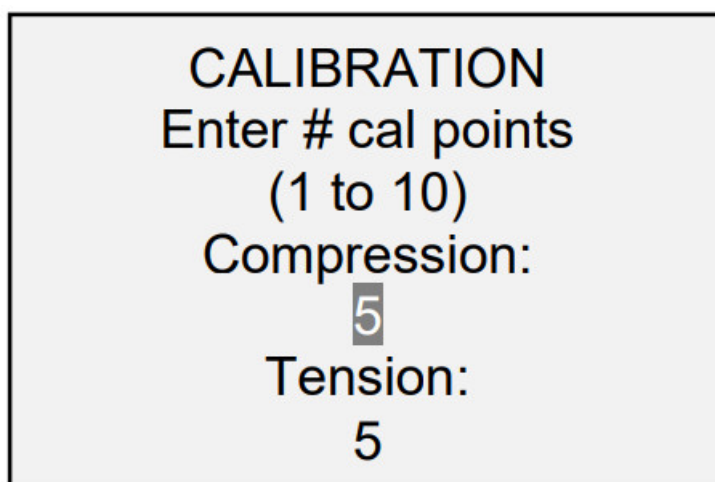 CALIBRATION
Enter # cal points
(1 to 10)
Compression:
5
Tension:
5